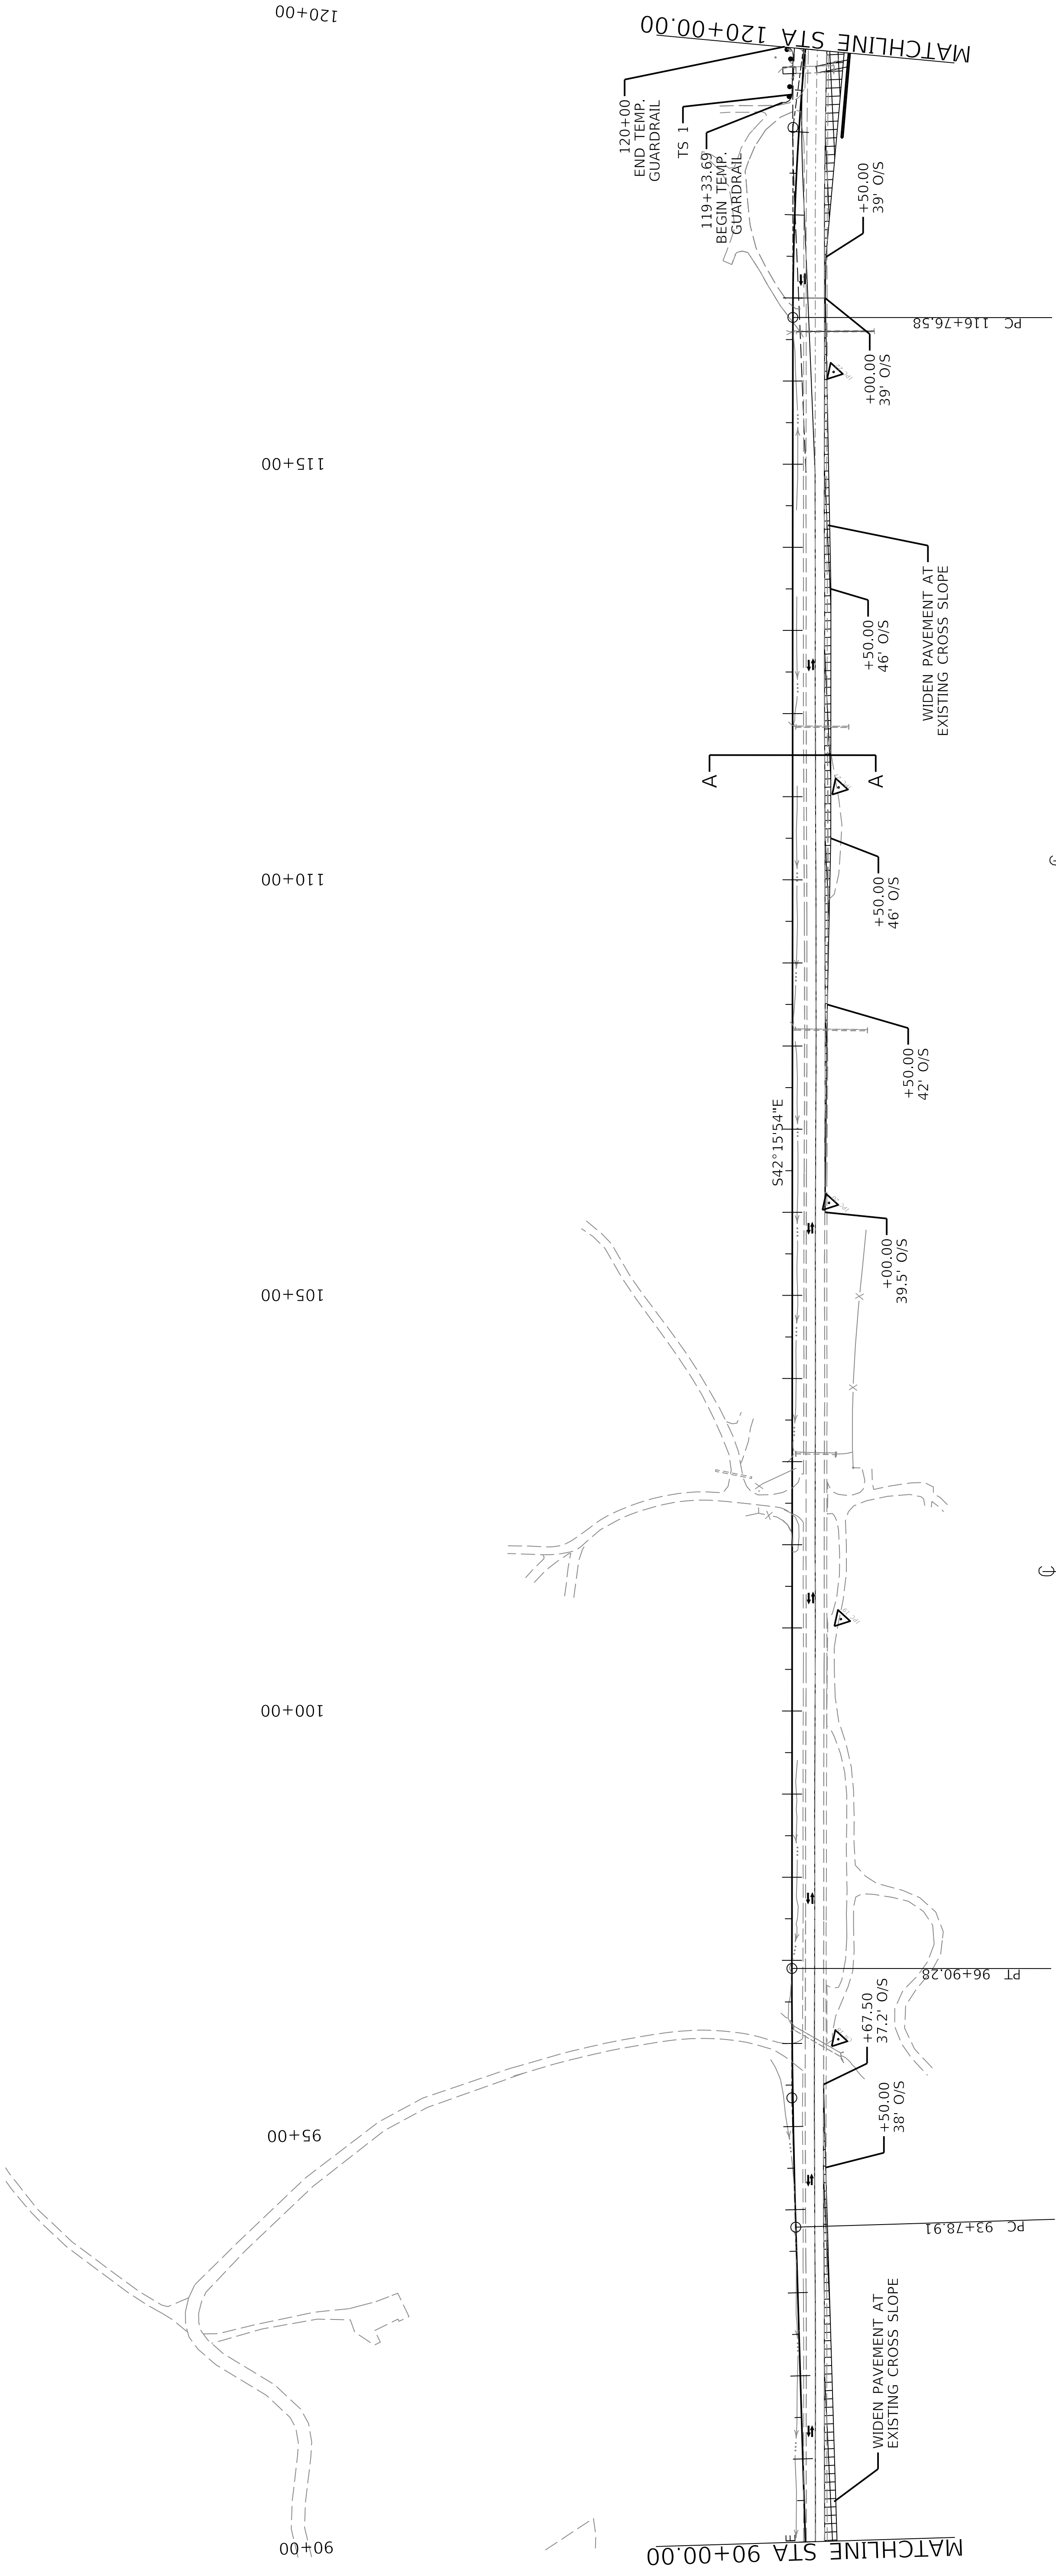 120+00
MATCHLINE STA 120+00.00
120+00
END TEMP.
GUARDRAIL
TS 1
119+33.69
BEGIN TEMP.
GUARDRAIL
+50.00
39' O/S
PC 116+76.58
+00.00
39' O/S
115+00
WIDEN PAVEMENT AT
EXISTING CROSS SLOPE
+50.00
46' O/S
A
A
110+00
+50.00
46' O/S
+50.00
42' O/S
S42°15'54"E
+00.00
39.5' O/S
105+00
X
X
X
X
100+00
PT 96+90.28
+67.50
37.2' O/S
+50.00
38' O/S
95+00
PC 93+78.91
WIDEN PAVEMENT AT
EXISTING CROSS SLOPE
E
90+00
MATCHLINE STA 90+00.00